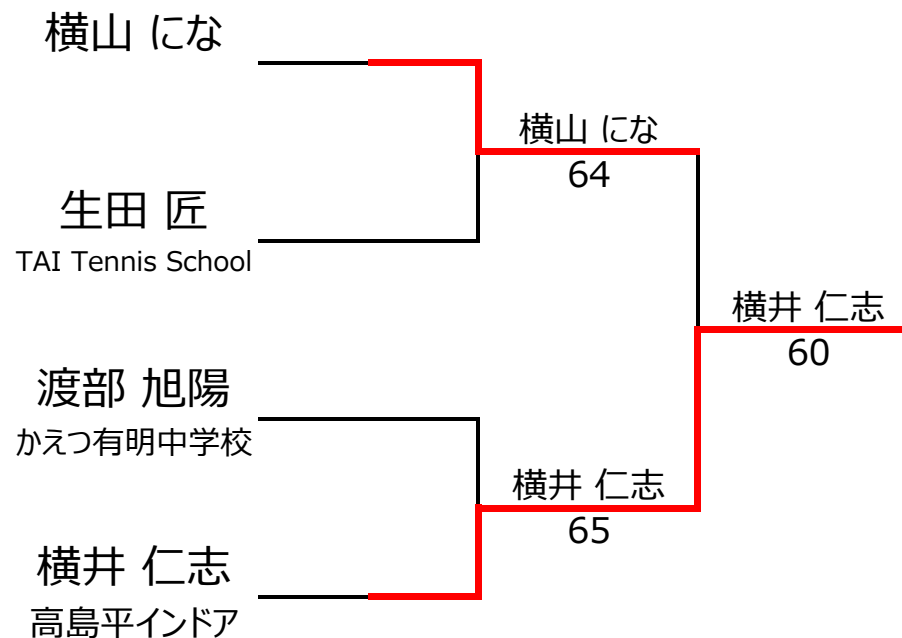 横山 にな
横山 にな
64
生田 匠
TAI Tennis School
横井 仁志
60
渡部 旭陽
かえつ有明中学校
横井 仁志
65
横井 仁志
高島平インドア